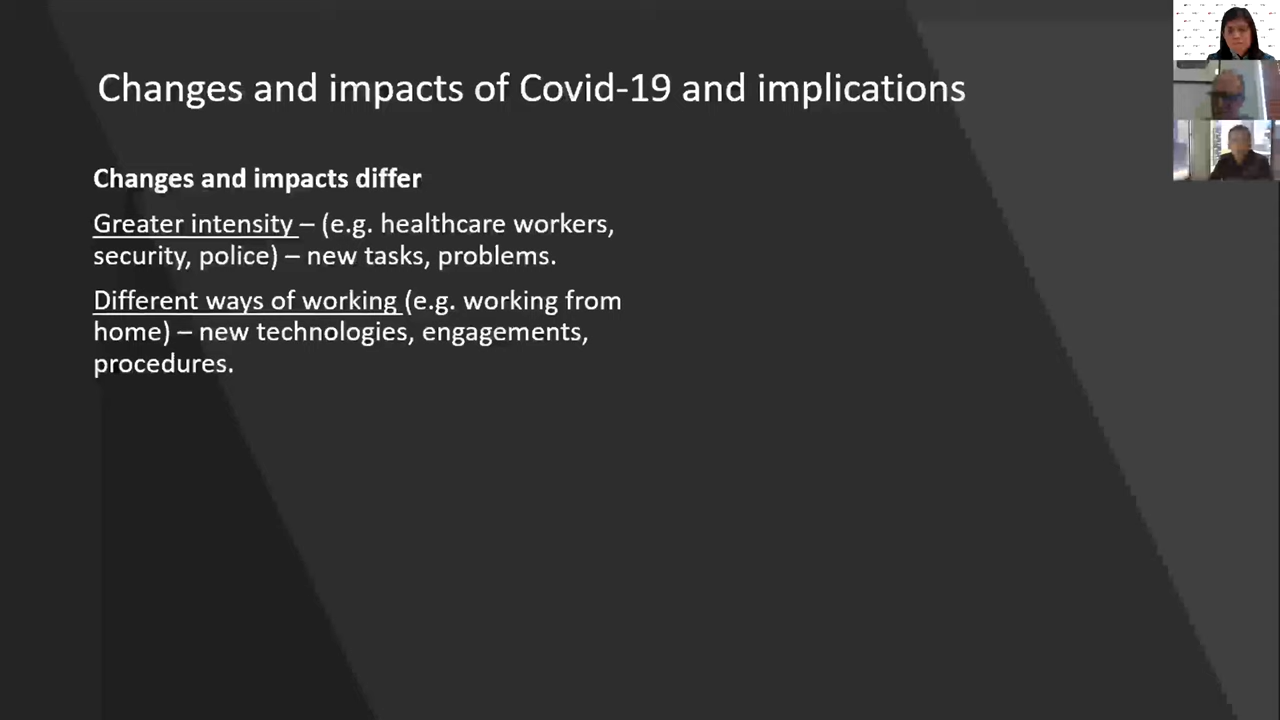 Changes and impacts of Covid-19 and implications
Changes and impacts differ
Greater intensity – (e.g. healthcare workers,
security, police) – new tasks, problems.
Different ways of working (e.g. working from
home) – new technologies, engagements,
procedures.